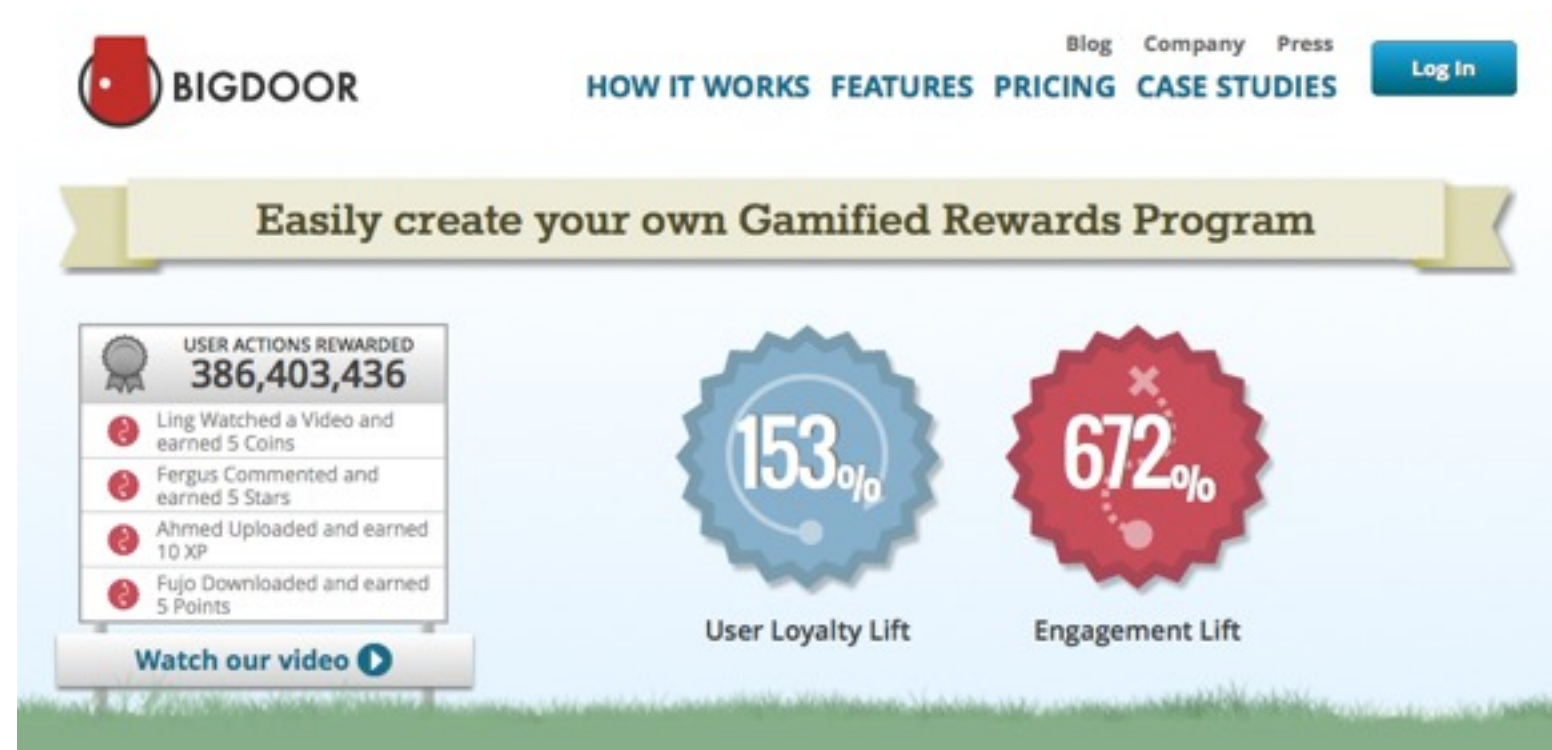 BIGDOOR
Blog Company Press
HOW IT WORKS FEATURES PRICING CASE STUDIES
Log In
Easily create your own Gamified Rewards Program
USER ACTIONS REWARDED
386,403,436
Ling Watched a Video and
earned 5 Coins
Fergus Commented and
earned 5 Stars
Ahmed Uploaded and earned
10 XP
Fujo Downloaded and earned
5 Points
Watch our video
153%
User Loyalty Lift
672%
Engagement Lift